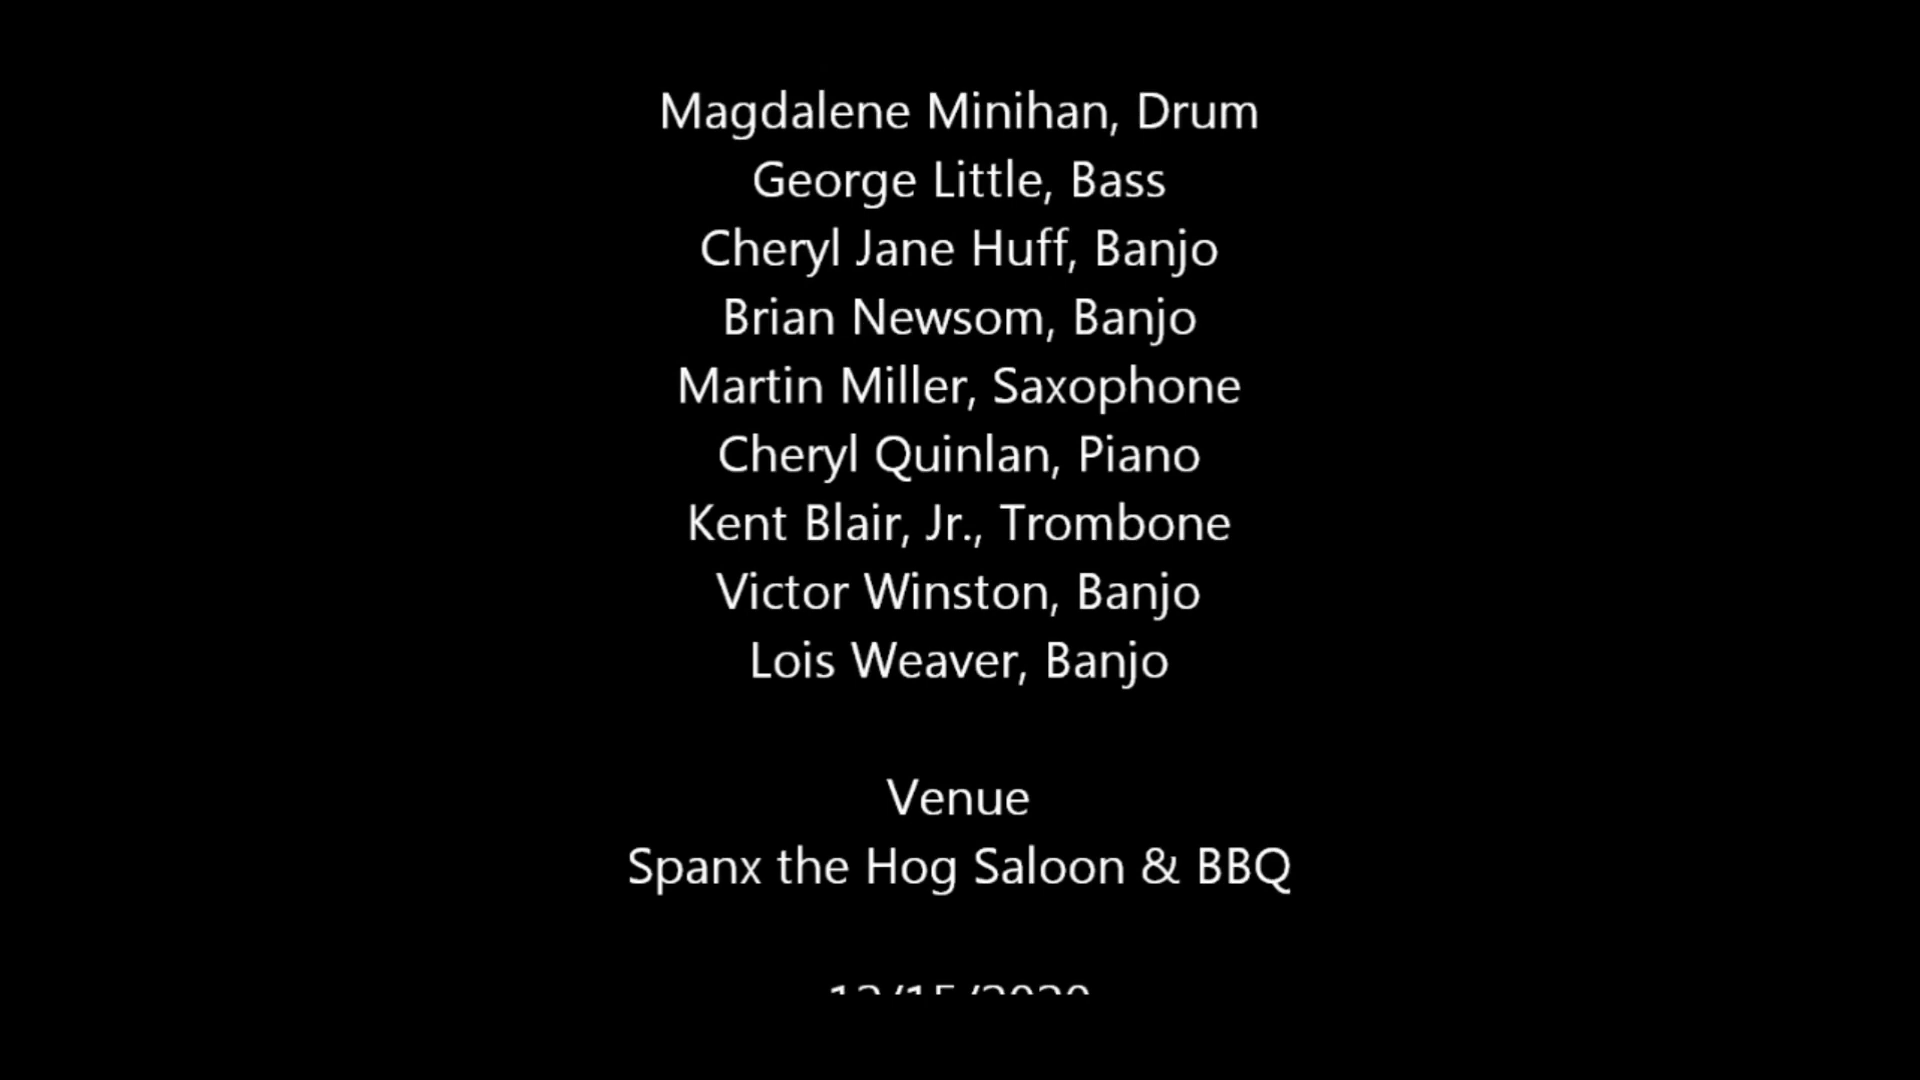 Magdalene Minihan, Drum
George Little, Bass
Cheryl Jane Huff, Banjo
Brian Newsom, Banjo
Martin Miller, Saxophone
Cheryl Quinlan, Piano
Kent Blair, Jr., Trombone
Victor Winston, Banjo
Lois Weaver, Banjo
Venue
Spanx the Hog Saloon & BBQ